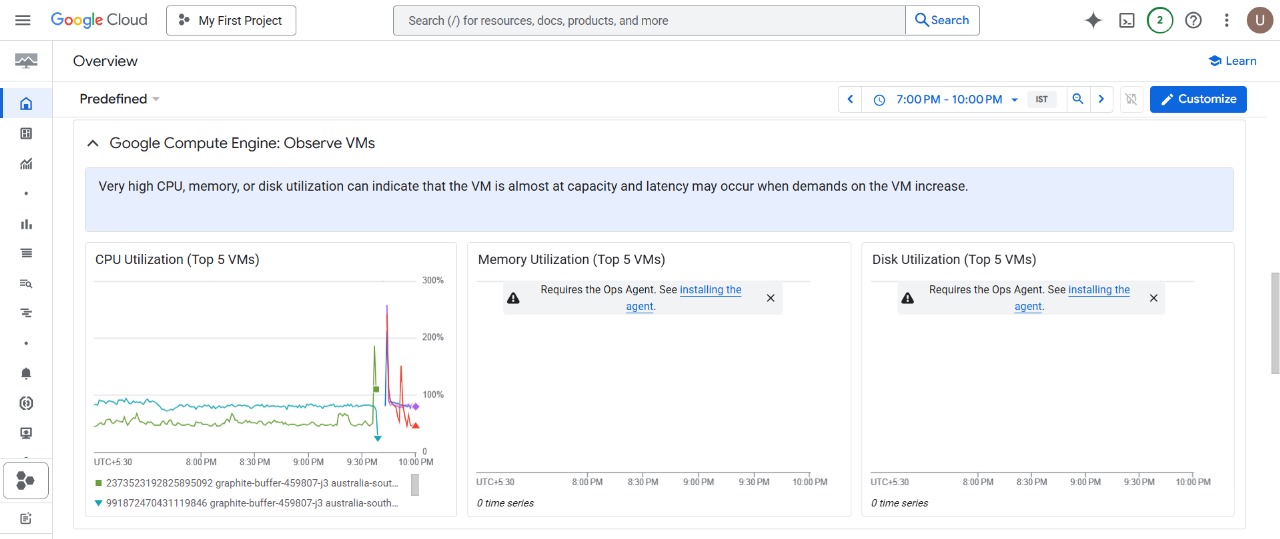 Google Cloud
My First Project
Search (/) for resources, docs, products, and more
Search
2
U
Overview
Learn
Predefined
7:00 PM - 10:00 PM
IST
Customize
Google Compute Engine: Observe VMs
Very high CPU, memory, or disk utilization can indicate that the VM is almost at capacity and latency may occur when demands on the VM increase.
CPU Utilization (Top 5 VMs)
300%
200%
100%
0
UTC+5:30 8:00 PM 8:30 PM 9:00 PM 9:30 PM 10:00 PM
2373523192825895092 graphite-buffer-459807-j3 australia-sout...
991872470431119846 graphite-buffer-459807-j3 australia-south...
Memory Utilization (Top 5 VMs)
Requires the Ops Agent. See installing the
agent.
UTC+5:30 8:00 PM 8:30 PM 9:00 PM 9:30 PM 10:00 PM
0 time series
Disk Utilization (Top 5 VMs)
Requires the Ops Agent. See installing the
agent.
UTC+5:30 8:00 PM 8:30 PM 9:00 PM 9:30 PM 10:00 PM
0 time series